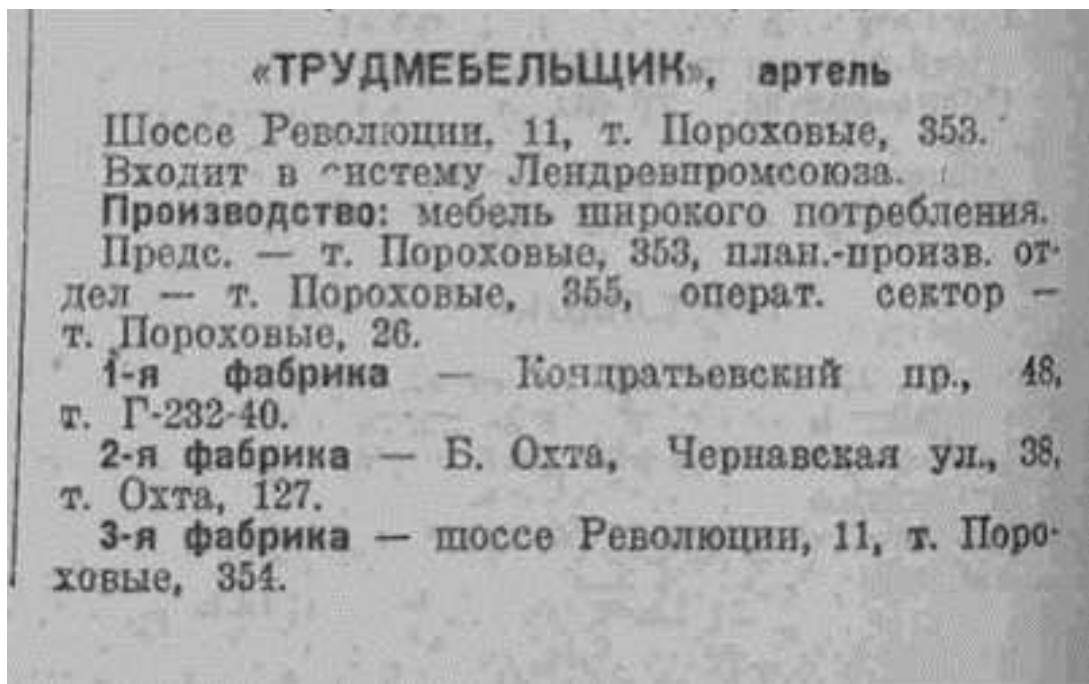 «ТРУДМЕБЕЛЬЩИК», артель
Шоссе Революции, 11, т. Пороховые, 353.
Входит в систему Лендревпромсоюза.
Производство: мебель широкого потребления.
Предс. — т. Пороховые, 353, план.-произв. от-
дел — т. Пороховые, 355, операт. сектор —
т. Пороховые, 26.
1-я фабрика — Кондратьевский пр., 48,
т. Г-232-40.
2-я фабрика — Б. Охта, Чернавская ул., 38,
т. Охта, 127.
3-я фабрика — шоссе Революции, 11, т. Поро-
ховые, 354.